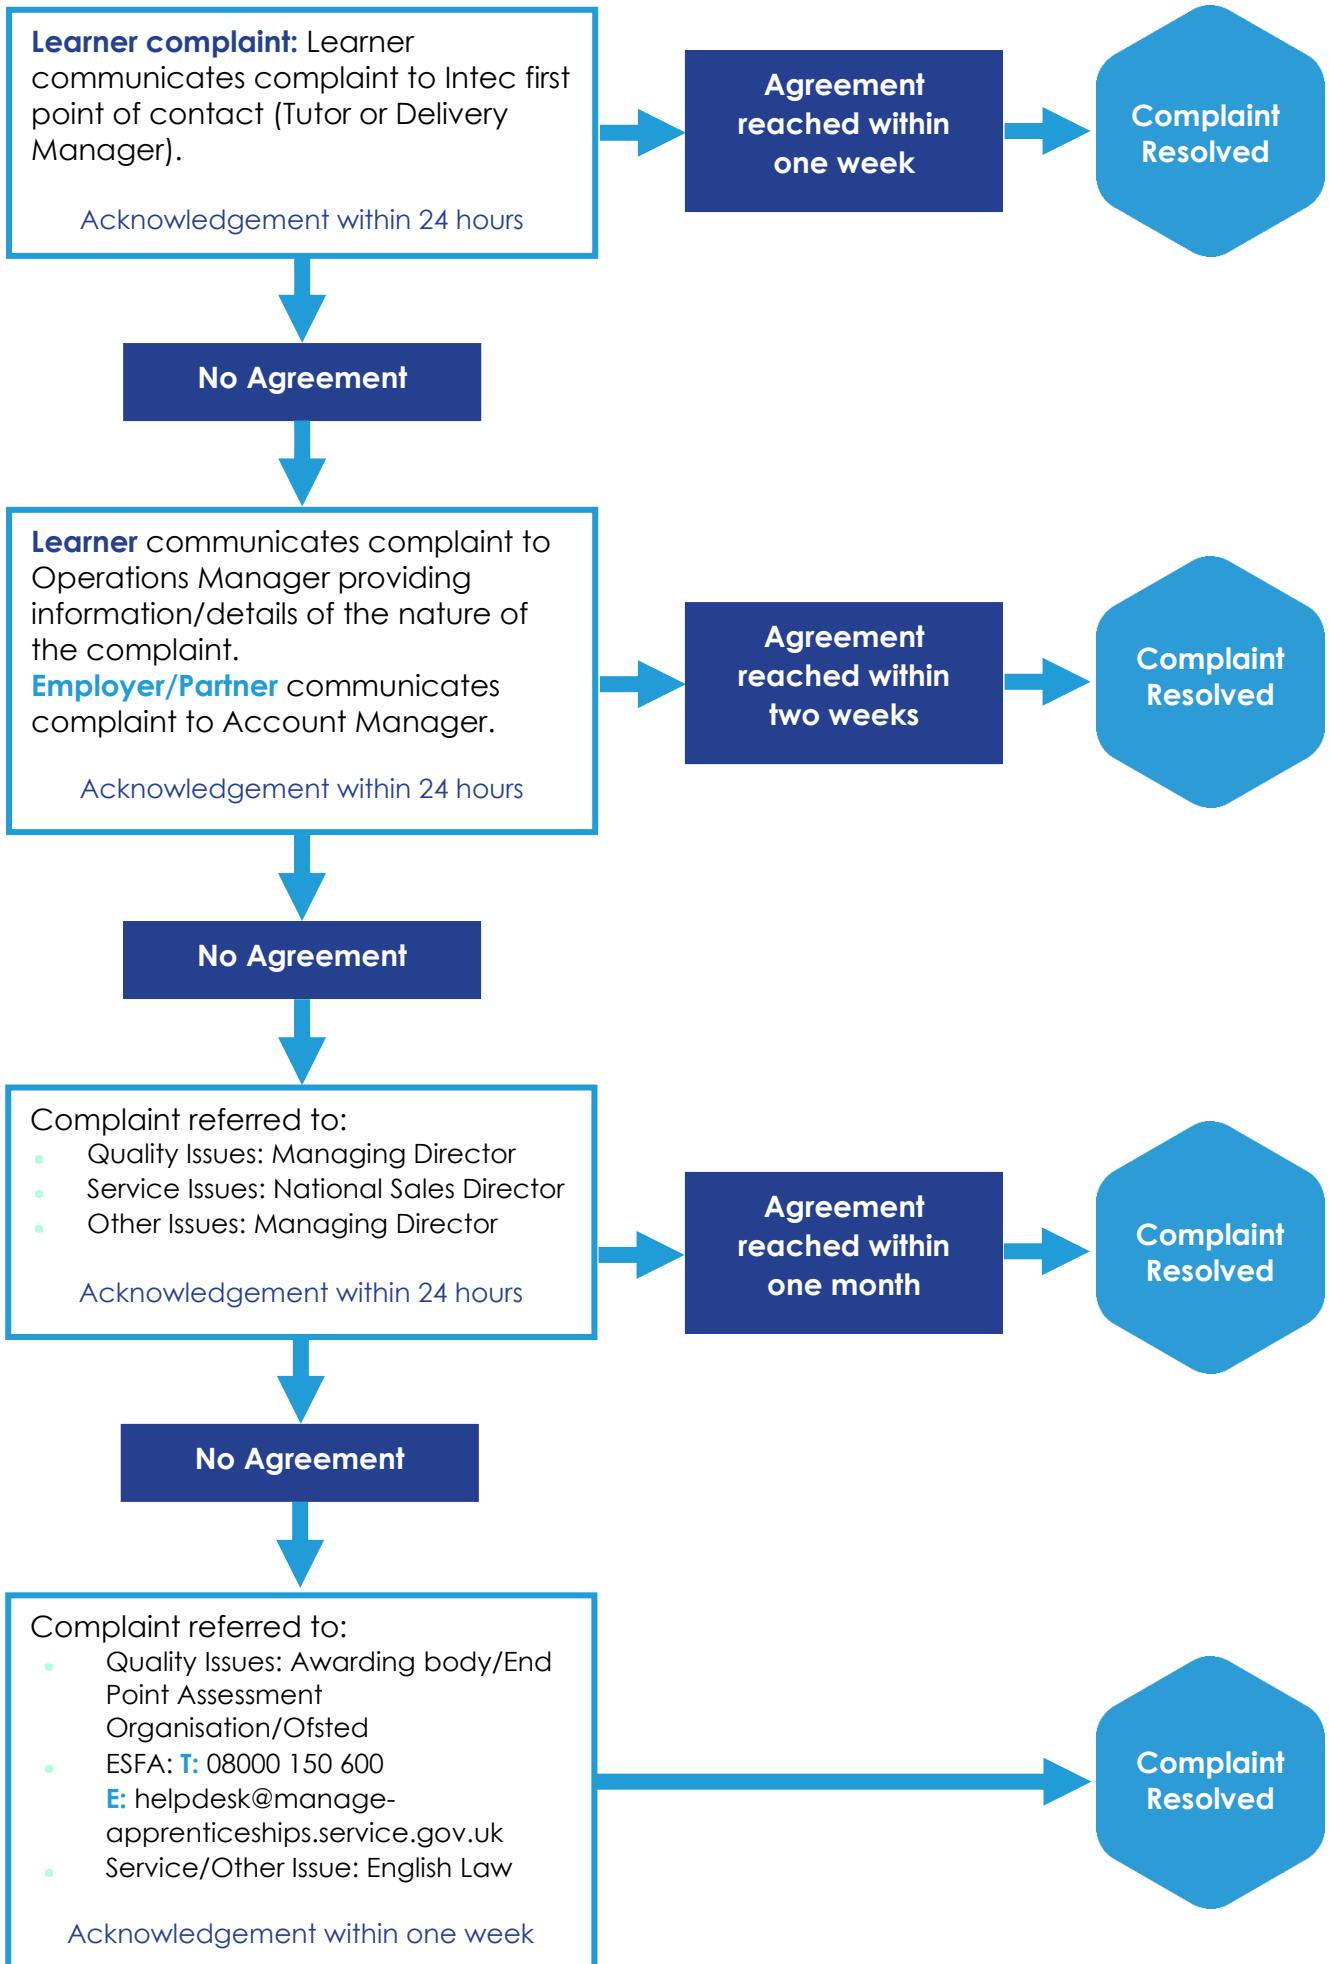 Learner complaint: Learner
communicates complaint to Intec first
point of contact (Tutor or Delivery
Manager).
Acknowledgement within 24 hours
Agreement
reached within
one week
Complaint
Resolved
No Agreement
Learner communicates complaint to
Operations Manager providing
information/details of the nature of
the complaint.
Employer/Partner communicates
complaint to Account Manager.
Acknowledgement within 24 hours
Agreement
reached within
two weeks
Complaint
Resolved
No Agreement
Complaint referred to:
Quality Issues: Managing Director
Service Issues: National Sales Director
Other Issues: Managing Director
Acknowledgement within 24 hours
Agreement
reached within
one month
Complaint
Resolved
No Agreement
Complaint referred to:
Quality Issues: Awarding body/End
Point Assessment
Organisation/Ofsted
ESFA: T: 08000 150 600
E: helpdesk@manage-
apprenticeships.service.gov.uk
Service/Other Issue: English Law
Acknowledgement within one week
Complaint
Resolved